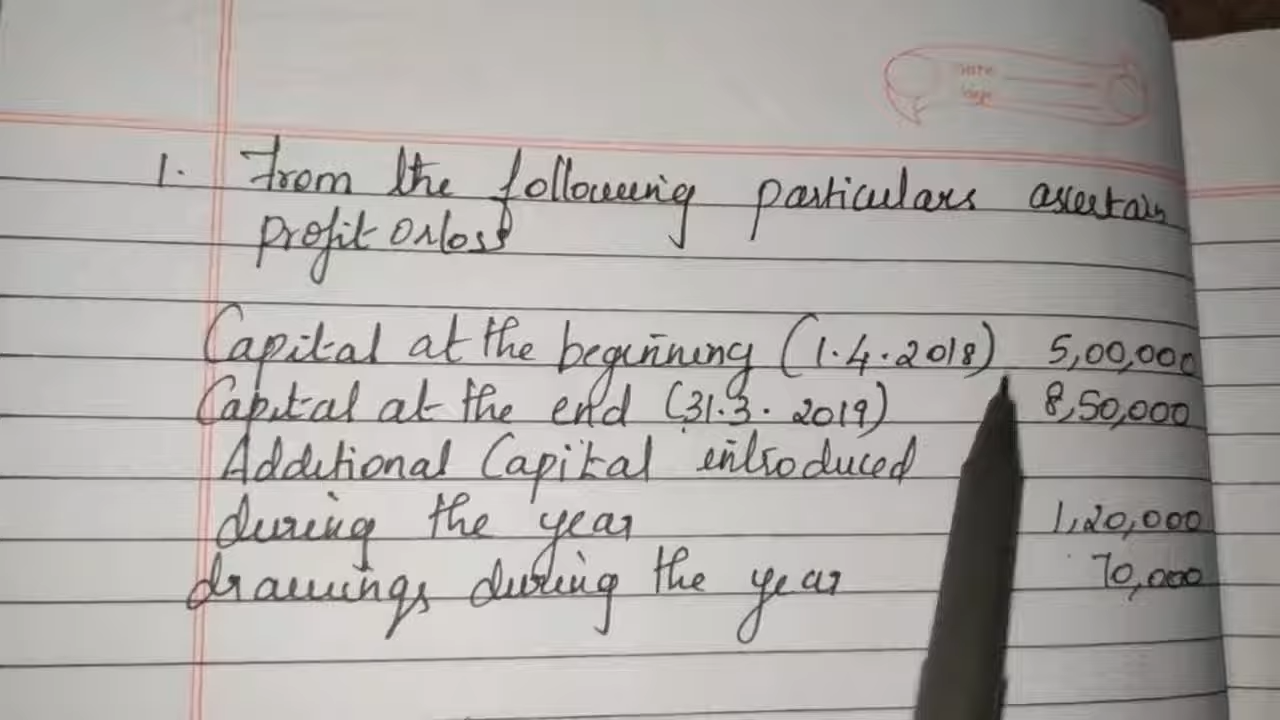 1. From the following particulars ascertain
profit or loss
Capital at the beginning (1.4.2018) 5,00,000
Capital at the end (31.3.2019) 8,50,000
Additional Capital introduced
during the year 1,20,000
drawings during the year 70,000